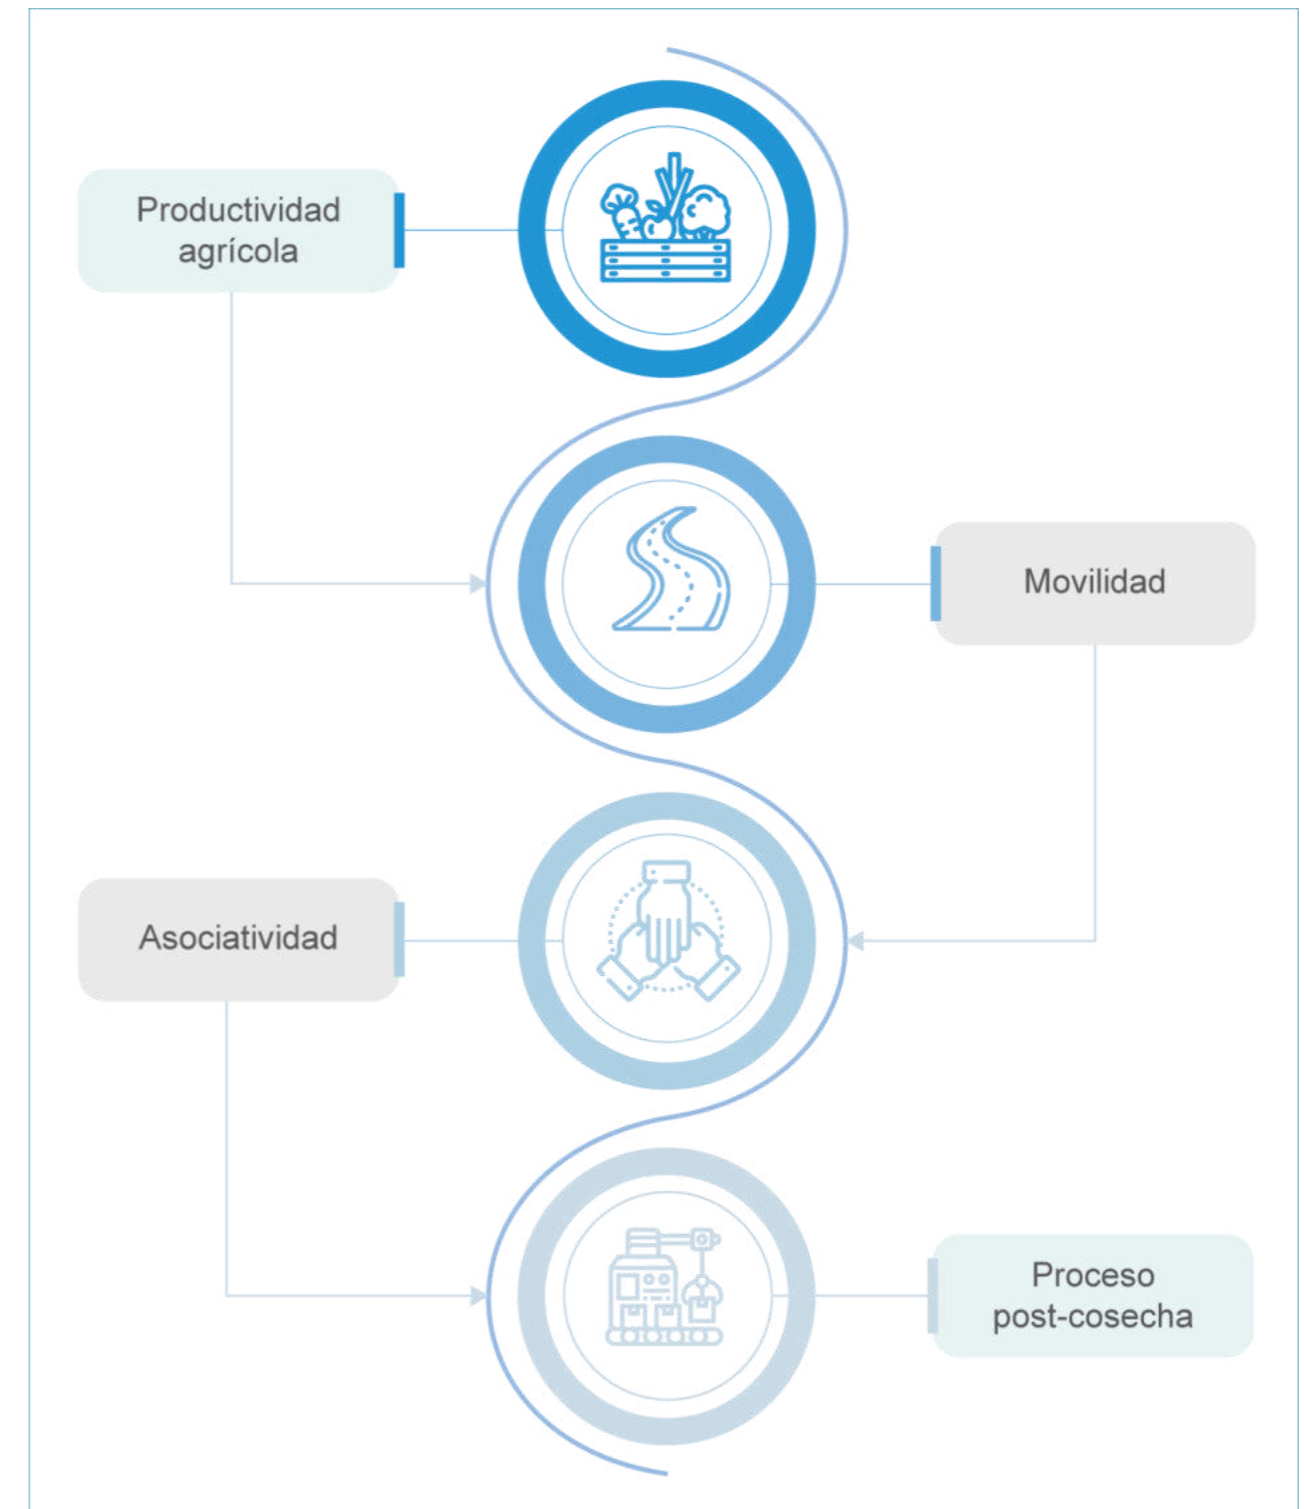 Productividad
agrícola
Movilidad
Asociatividad
Proceso
post-cosecha